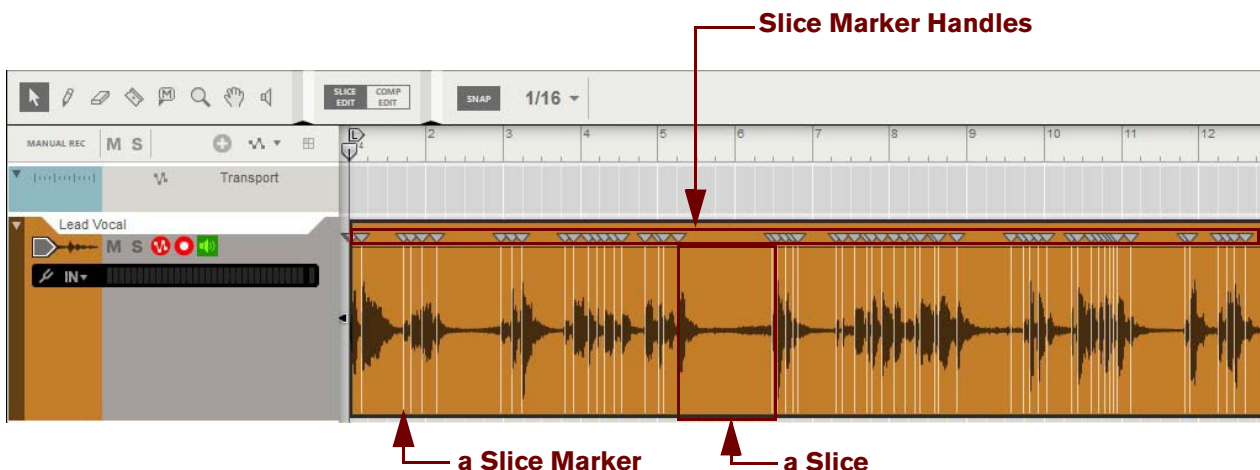 Slice Marker Handles
SLICE EDIT COMP EDIT SNAP 1/16
MANUAL REC M S L 2 3 4 5 6 7 8 9 10 11 12
Transport
Lead Vocal
M S
IN
a Slice Marker a Slice